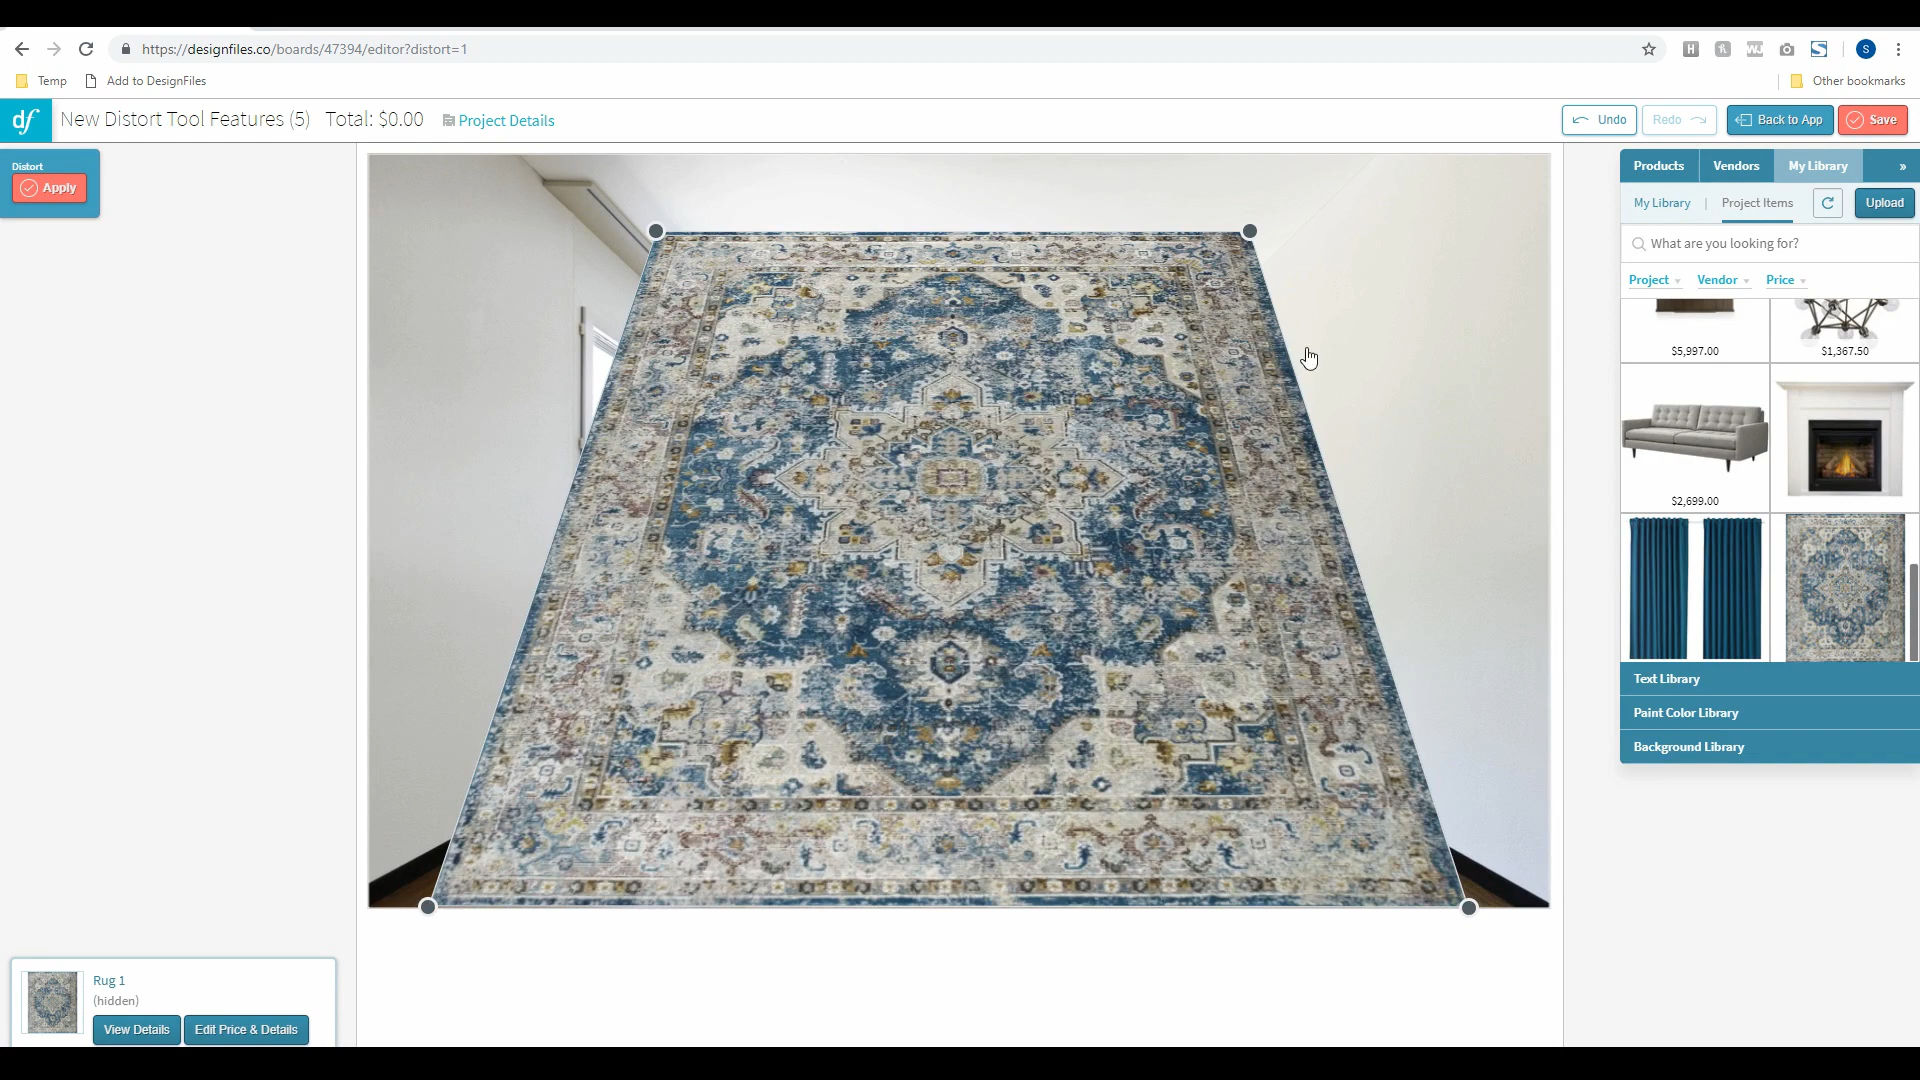 https://designfiles.co/boards/47394/editor?distort=1
H
WJ
S
S
Temp
Add to DesignFiles
Other bookmarks
df
New Distort Tool Features (5)
Total: $0.00
Project Details
Undo
Redo
Back to App
Save
Distort
Apply
Products
Vendors
My Library
»
My Library
|
Project Items
Upload
What are you looking for?
Project
Vendor
Price
$5,997.00
$1,367.50
$2,699.00
Text Library
Paint Color Library
Background Library
Rug 1
(hidden)
View Details
Edit Price & Details